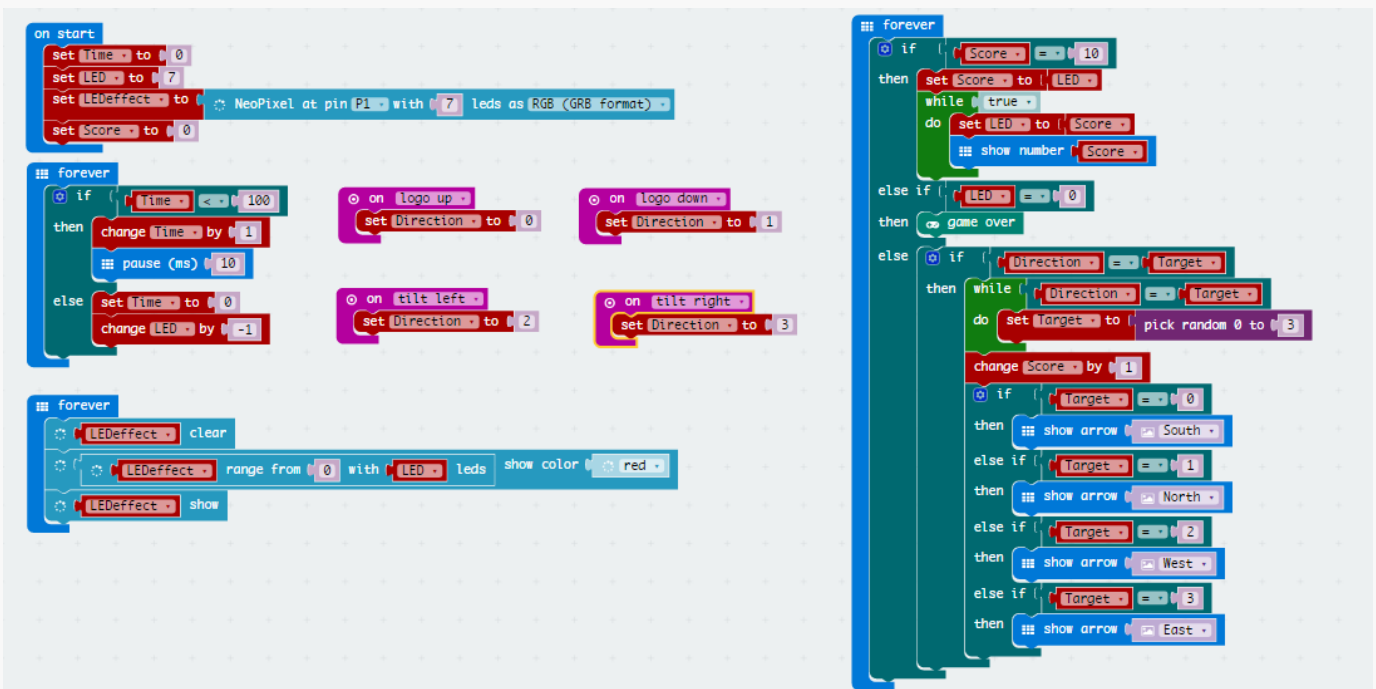 on start
set Time to 0
set LED to 7
set LEDeffect to NeoPixel at pin P1 with 7 leds as RGB (GRB format)
set Score to 0
forever
if Time < 100
then change Time by 1
pause (ms) 10
else set Time to 0
change LED by -1
on logo up
set Direction to 0
on logo down
set Direction to 1
on tilt left
set Direction to 2
on tilt right
set Direction to 3
forever
LEDeffect clear
LEDeffect range from 0 with LED leds show color red
LEDeffect show
forever
if Score = 10
then set Score to LED
while true
do set LED to Score
show number Score
else if LED = 0
then game over
else if Direction = Target
then while Direction = Target
do set Target to pick random 0 to 3
change Score by 1
if Target = 0
then show arrow South
else if Target = 1
then show arrow North
else if Target = 2
then show arrow West
else if Target = 3
then show arrow East